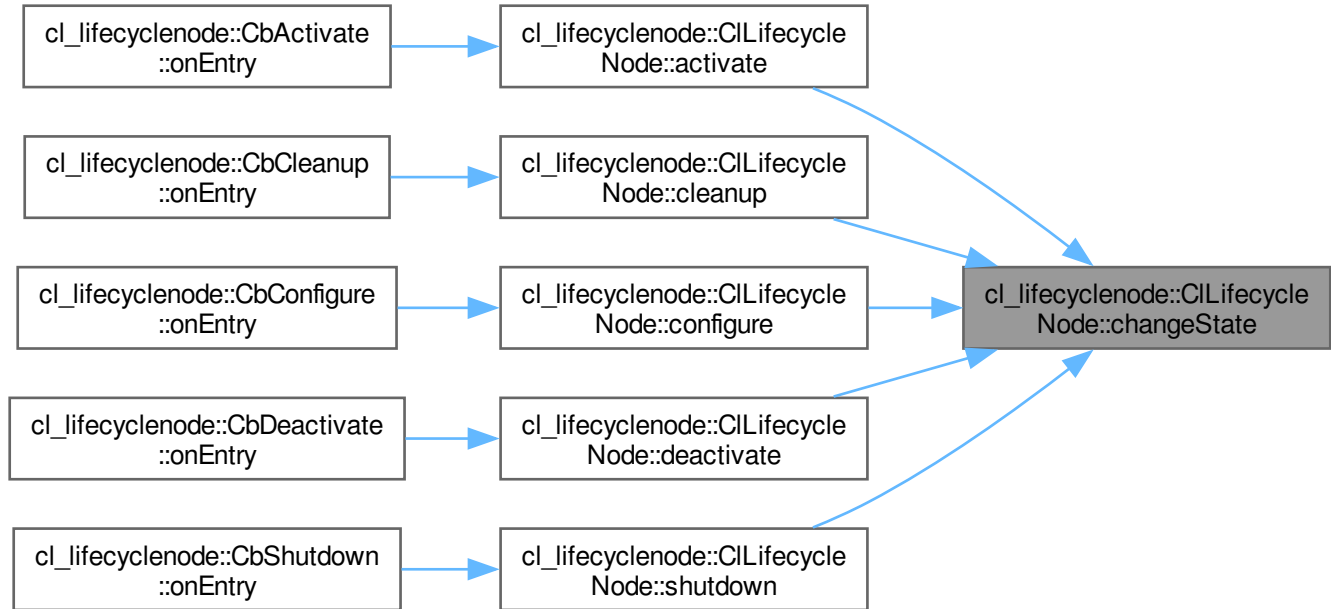 cl_lifecyclenode::CbActivate
::onEntry
cl_lifecyclenode::ClLifecycle
Node::activate
cl_lifecyclenode::CbCleanup
::onEntry
cl_lifecyclenode::ClLifecycle
Node::cleanup
cl_lifecyclenode::CbConfigure
::onEntry
cl_lifecyclenode::ClLifecycle
Node::configure
cl_lifecyclenode::ClLifecycle
Node::changeState
cl_lifecyclenode::CbDeactivate
::onEntry
cl_lifecyclenode::ClLifecycle
Node::deactivate
cl_lifecyclenode::CbShutdown
::onEntry
cl_lifecyclenode::ClLifecycle
Node::shutdown